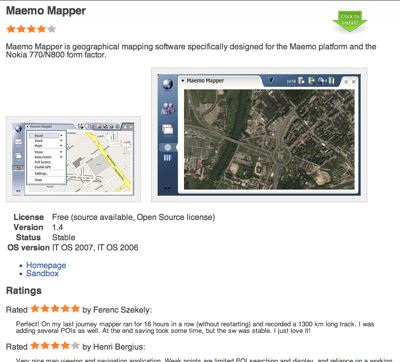 Maemo Mapper
Click to
install!
Maemo Mapper is geographical mapping software specifically designed for the Maemo platform and the
Nokia 770/N800 form factor.
Maemo Mapper
Route
Track
Maps
Show
Auto-Center
Full Screen
Enable GPS
Settings...
Close
Maemo Mapper
License Free (source available, Open Source license)
Version 1.4
Status Stable
OS version IT OS 2007, IT OS 2006
• Homepage
• Sandbox
Ratings
Rated by Ferenc Szekely:
Perfect! On my last journey mapper ran for 16 hours in a row (without restarting) and recorded a 1300 km long track. I was
adding several POIs as well. At the end saving took some time, but the sw was stable. I just love it!
Rated by Henri Bergius:
Very nice map viewing and navigation application. Week points are limited POI searching and display, and reliance on a working